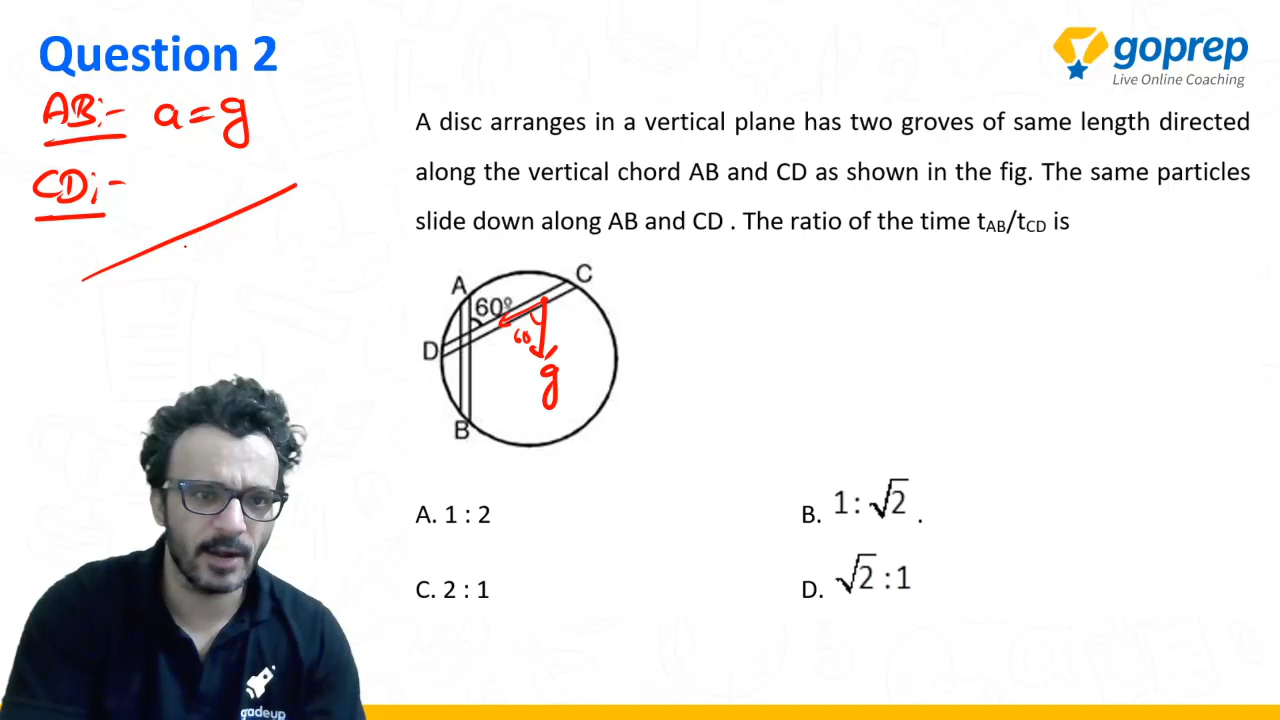 Question 2
goprep
Live Online Coaching
AB:- a=g
CD:-
A disc arranges in a vertical plane has two groves of same length directed
along the vertical chord AB and CD as shown in the fig. The same particles
slide down along AB and CD . The ratio of the time tAB/tCD is
A
C
60º
D
60
g
B
A. 1 : 2
B. 1:√2 .
C. 2 : 1
D. √2 :1
gradeup